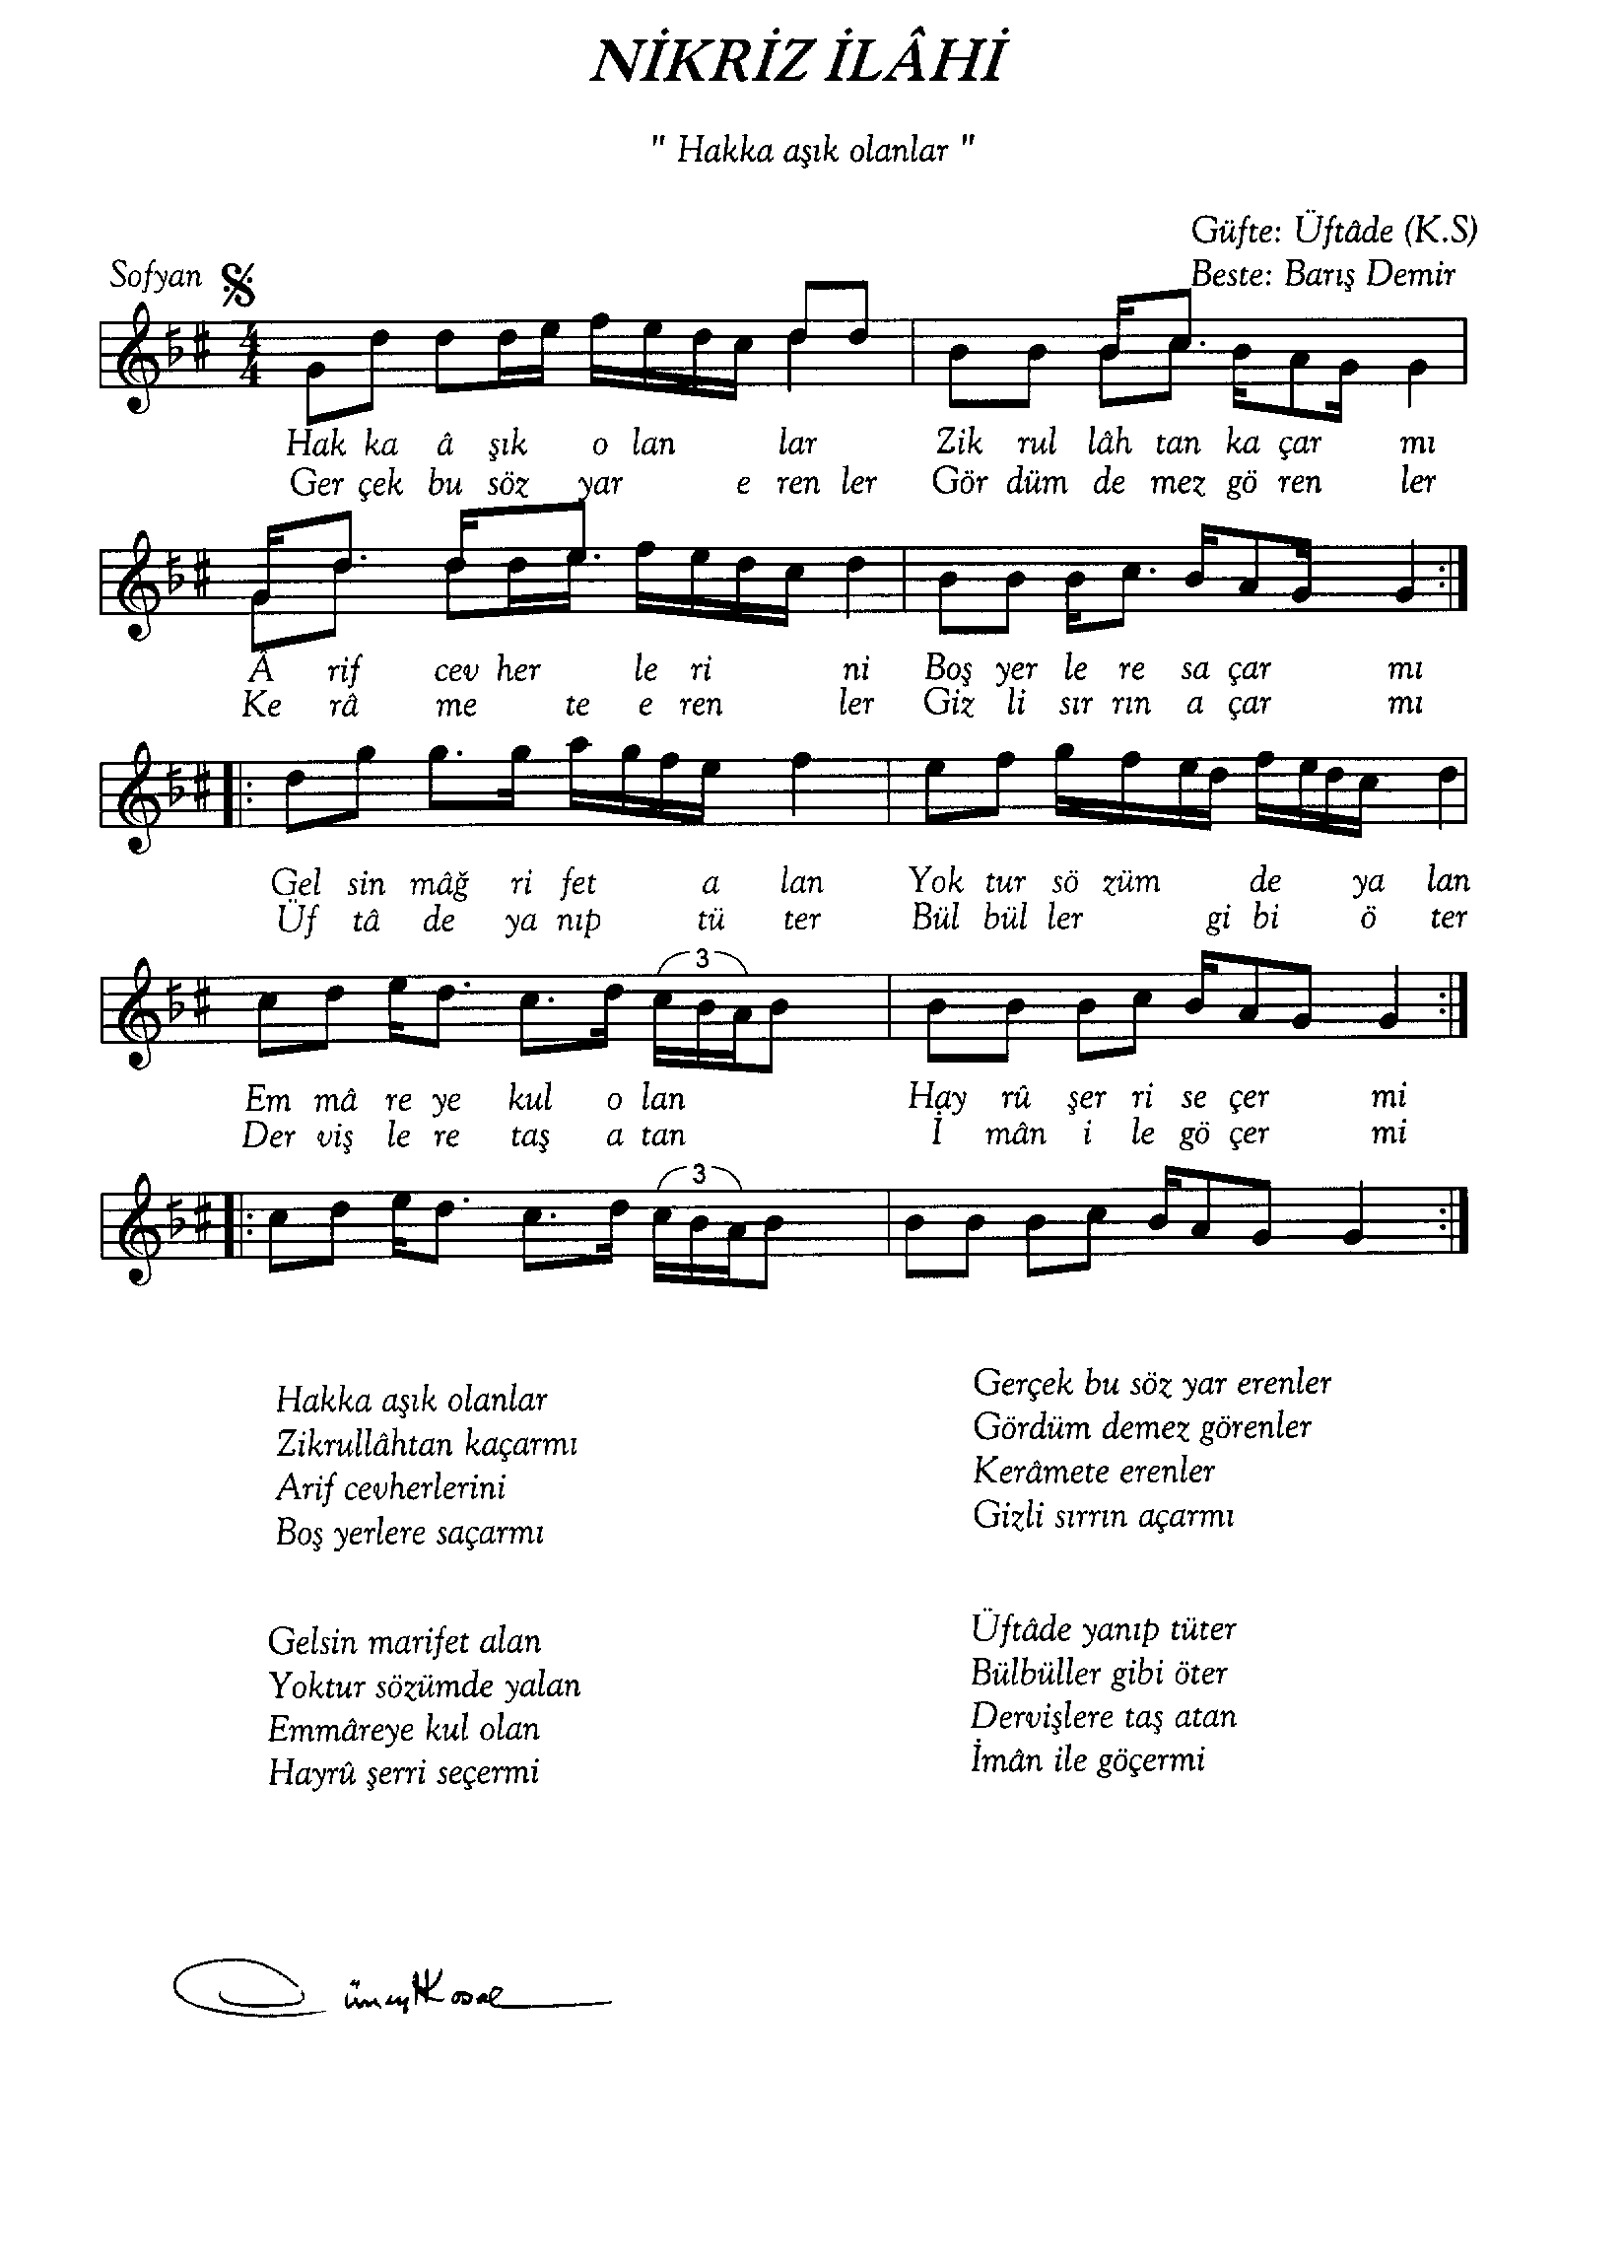 NİKRİZ İLÂHİ
" Hakka aşık olanlar "
Güfte: Üftâde (K.S)
Sofyan
Beste: Barış Demir
4
4
Hak ka â şık o lan lar Zik rul lâh tan ka çar mı
Ger çek bu söz yar e ren ler Gör düm de mez gö ren ler
Â rif cev her le ri ni Boş yer le re sa çar mı
Ke râ me te e ren ler Giz li sır rın a çar mı
Gel sin mâğ ri fet a lan Yok tur sö züm de ya lan
Üf tâ de ya nıp tü ter Bül bül ler gi bi ö ter
3
Em mâ re ye kul o lan Hay rû şer ri se çer mi
Der viş le re taş a tan İ mân i le gö çer mi
3
Hakka aşık olanlar
Zikrullâhtan kaçarmı
Arif cevherlerini
Boş yerlere saçarmı
Gerçek bu söz yar erenler
Gördüm demez görenler
Kerâmete erenler
Gizli sırrın açarmı
Gelsin marifet alan
Yoktur sözümde yalan
Emmâreye kul olan
Hayrû şerri seçermi
Üftâde yanıp tüter
Bülbüller gibi öter
Dervişlere taş atan
İmân ile göçermi